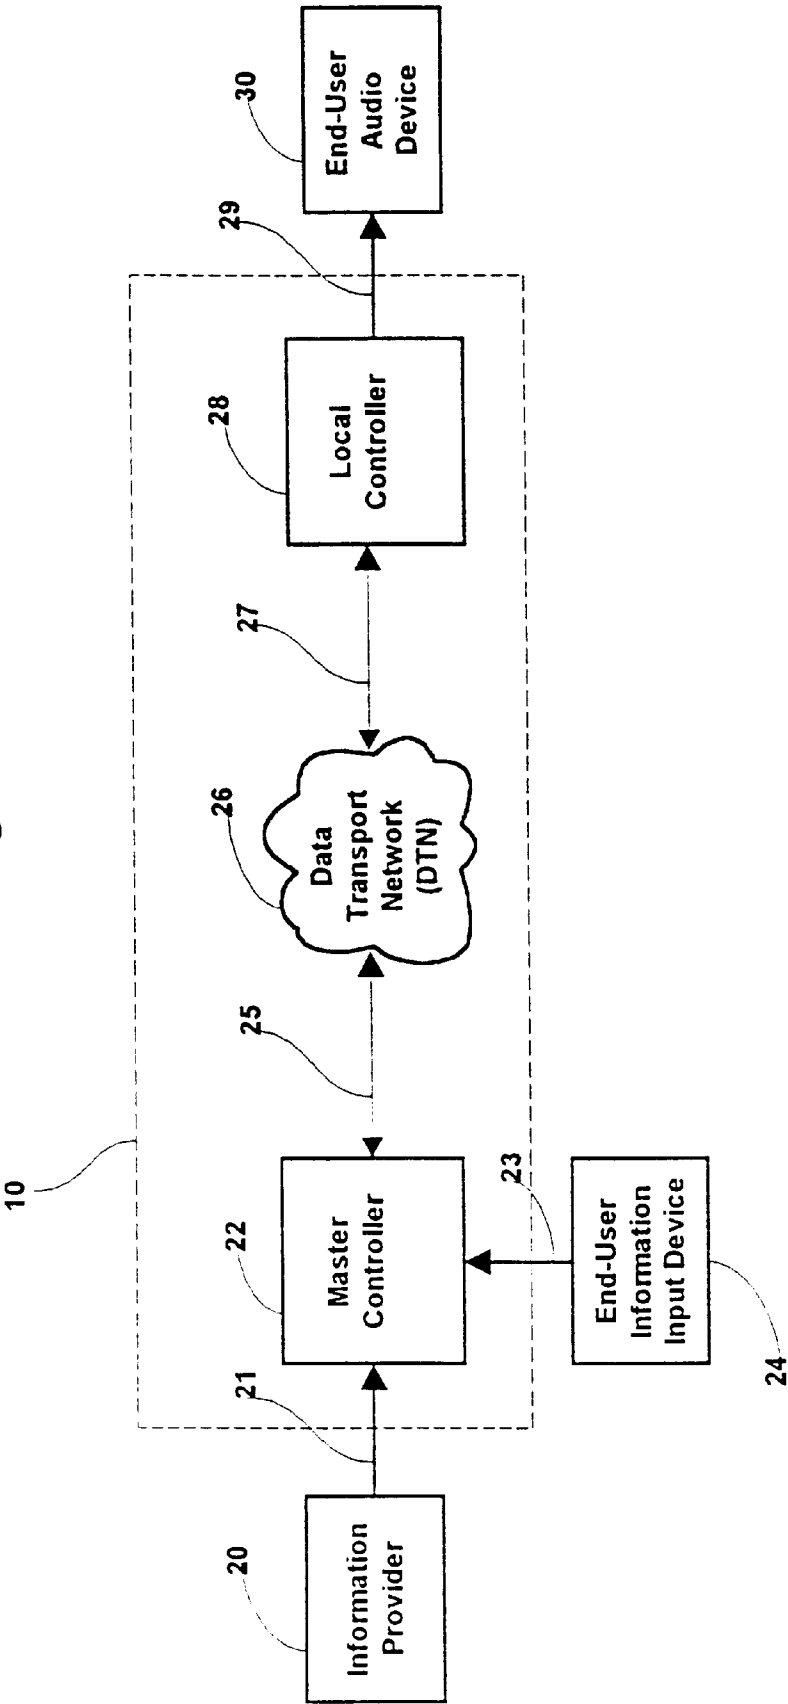 10
20
Information
Provider
21
22
Master
Controller
23
24
End-User
Information
Input Device
25
26
Data
Transport
Network
(DTN)
27
28
Local
Controller
29
30
End-User
Audio
Device